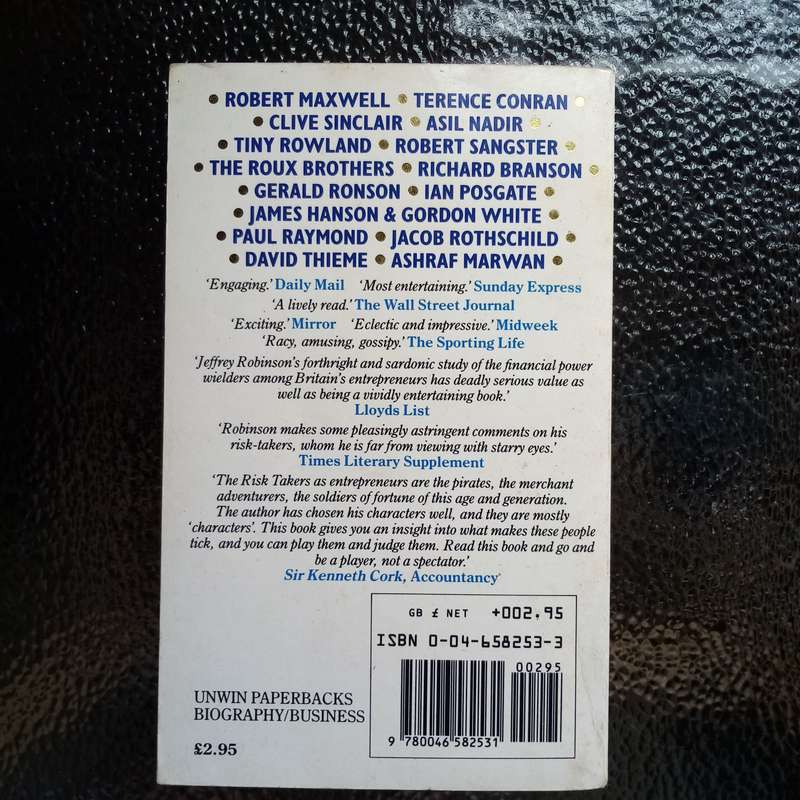 • ROBERT MAXWELL • TERENCE CONRAN •
• CLIVE SINCLAIR • ASIL NADIR •
• TINY ROWLAND • ROBERT SANGSTER •
• THE ROUX BROTHERS • RICHARD BRANSON •
• GERALD RONSON • IAN POSGATE •
• JAMES HANSON & GORDON WHITE •
• PAUL RAYMOND • JACOB ROTHSCHILD •
• DAVID THIEME • ASHRAF MARWAN •
'Engaging.' Daily Mail 'Most entertaining.' Sunday Express
'A lively read.' The Wall Street Journal
'Exciting.' Mirror 'Eclectic and impressive.' Midweek
'Racy, amusing, gossipy.' The Sporting Life
'Jeffrey Robinson's forthright and sardonic study of the financial power
wielders among Britain's entrepreneurs has deadly serious value as
well as being a vividly entertaining book.'
Lloyds List
'Robinson makes some pleasingly astringent comments on his
risk-takers, whom he is far from viewing with starry eyes.'
Times Literary Supplement
'The Risk Takers as entrepreneurs are the pirates, the merchant
adventurers, the soldiers of fortune of this age and generation.
The author has chosen his characters well, and they are mostly
'characters'. This book gives you an insight into what makes these people
tick, and you can play them and judge them. Read this book and go and
be a player, not a spectator.'
Sir Kenneth Cork, Accountancy
GB £ NET +002.95
ISBN 0-04-658253-3
00295
9 780046 582531
UNWIN PAPERBACKS
BIOGRAPHY/BUSINESS
£2.95